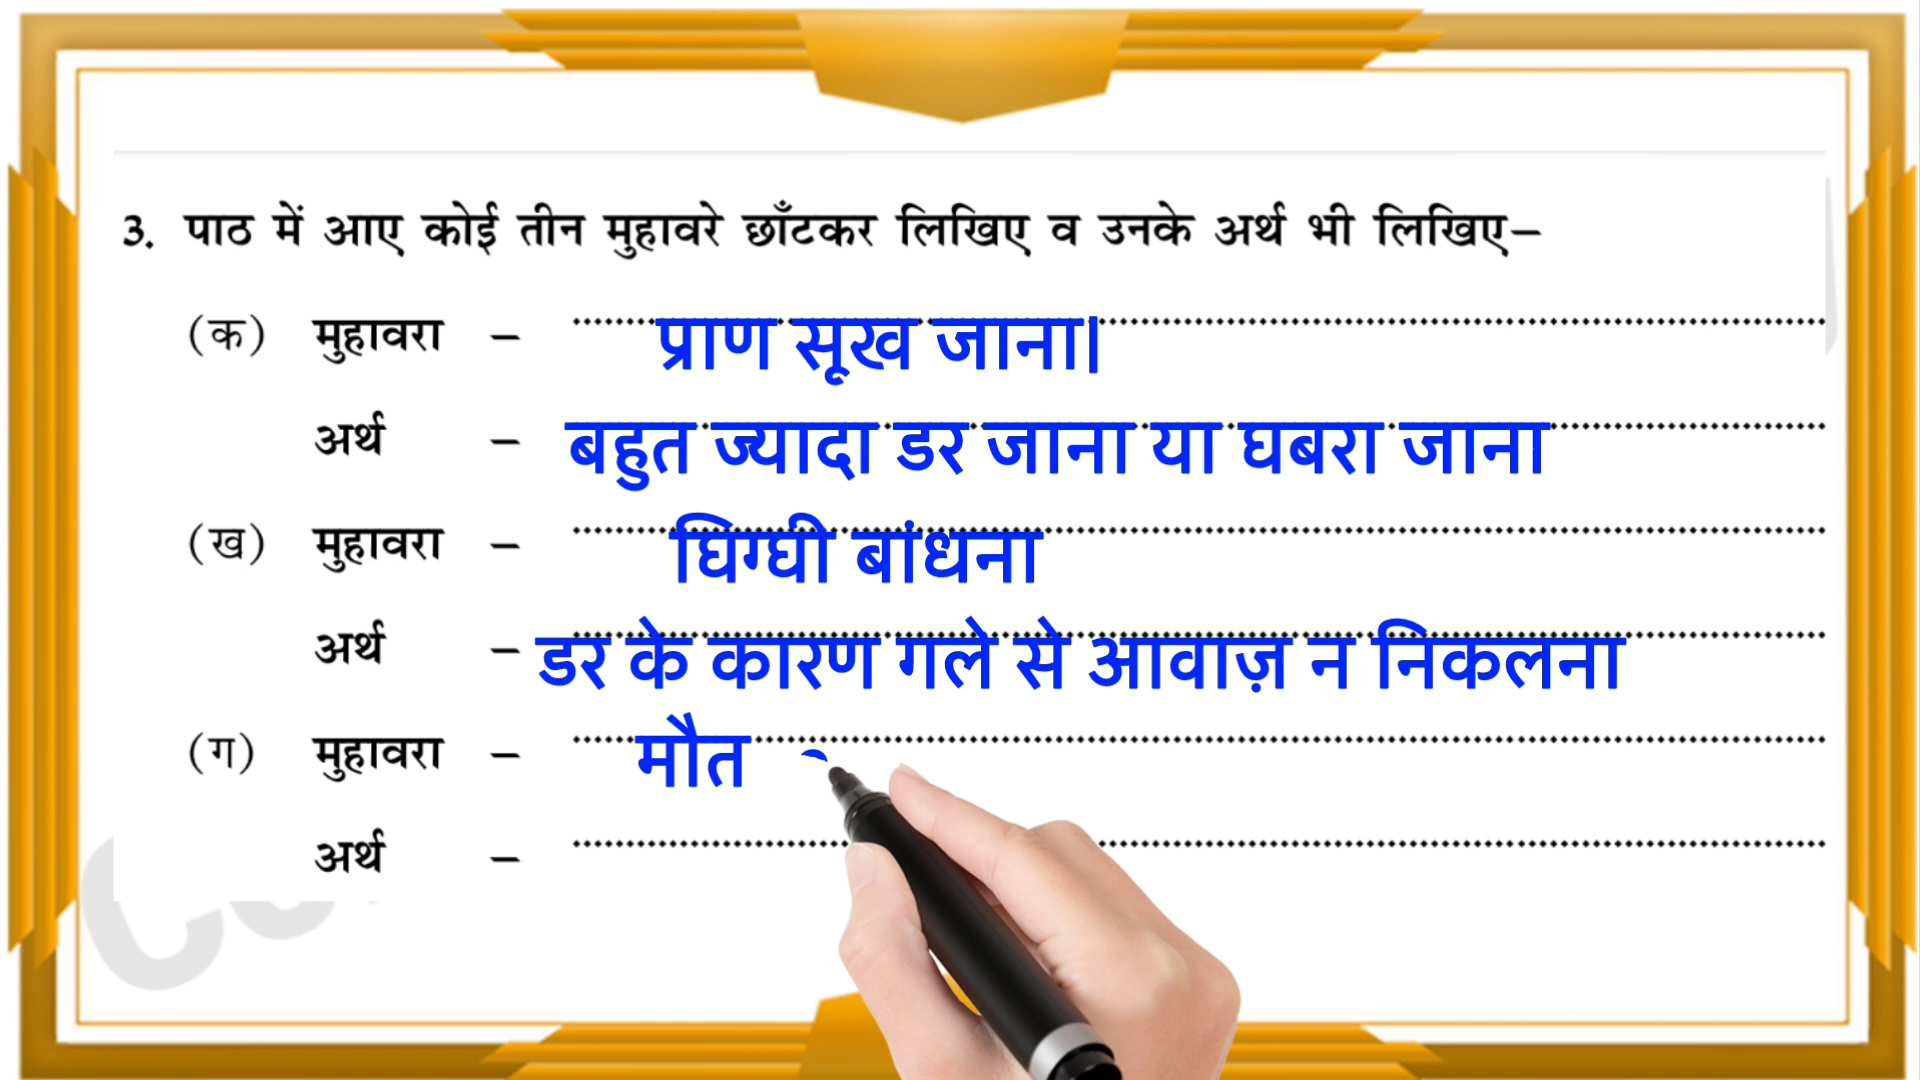 3. पाठ में आए कोई तीन मुहावरे छाँटकर लिखिए व उनके अर्थ भी लिखिए–
(क) मुहावरा – प्राण सूख जाना|
अर्थ – बहुत ज्यादा डर जाना या घबरा जाना
(ख) मुहावरा – घिग्घी बांधना
अर्थ – डर के कारण गले से आवाज़ न निकलना
(ग) मुहावरा – मौत
अर्थ –